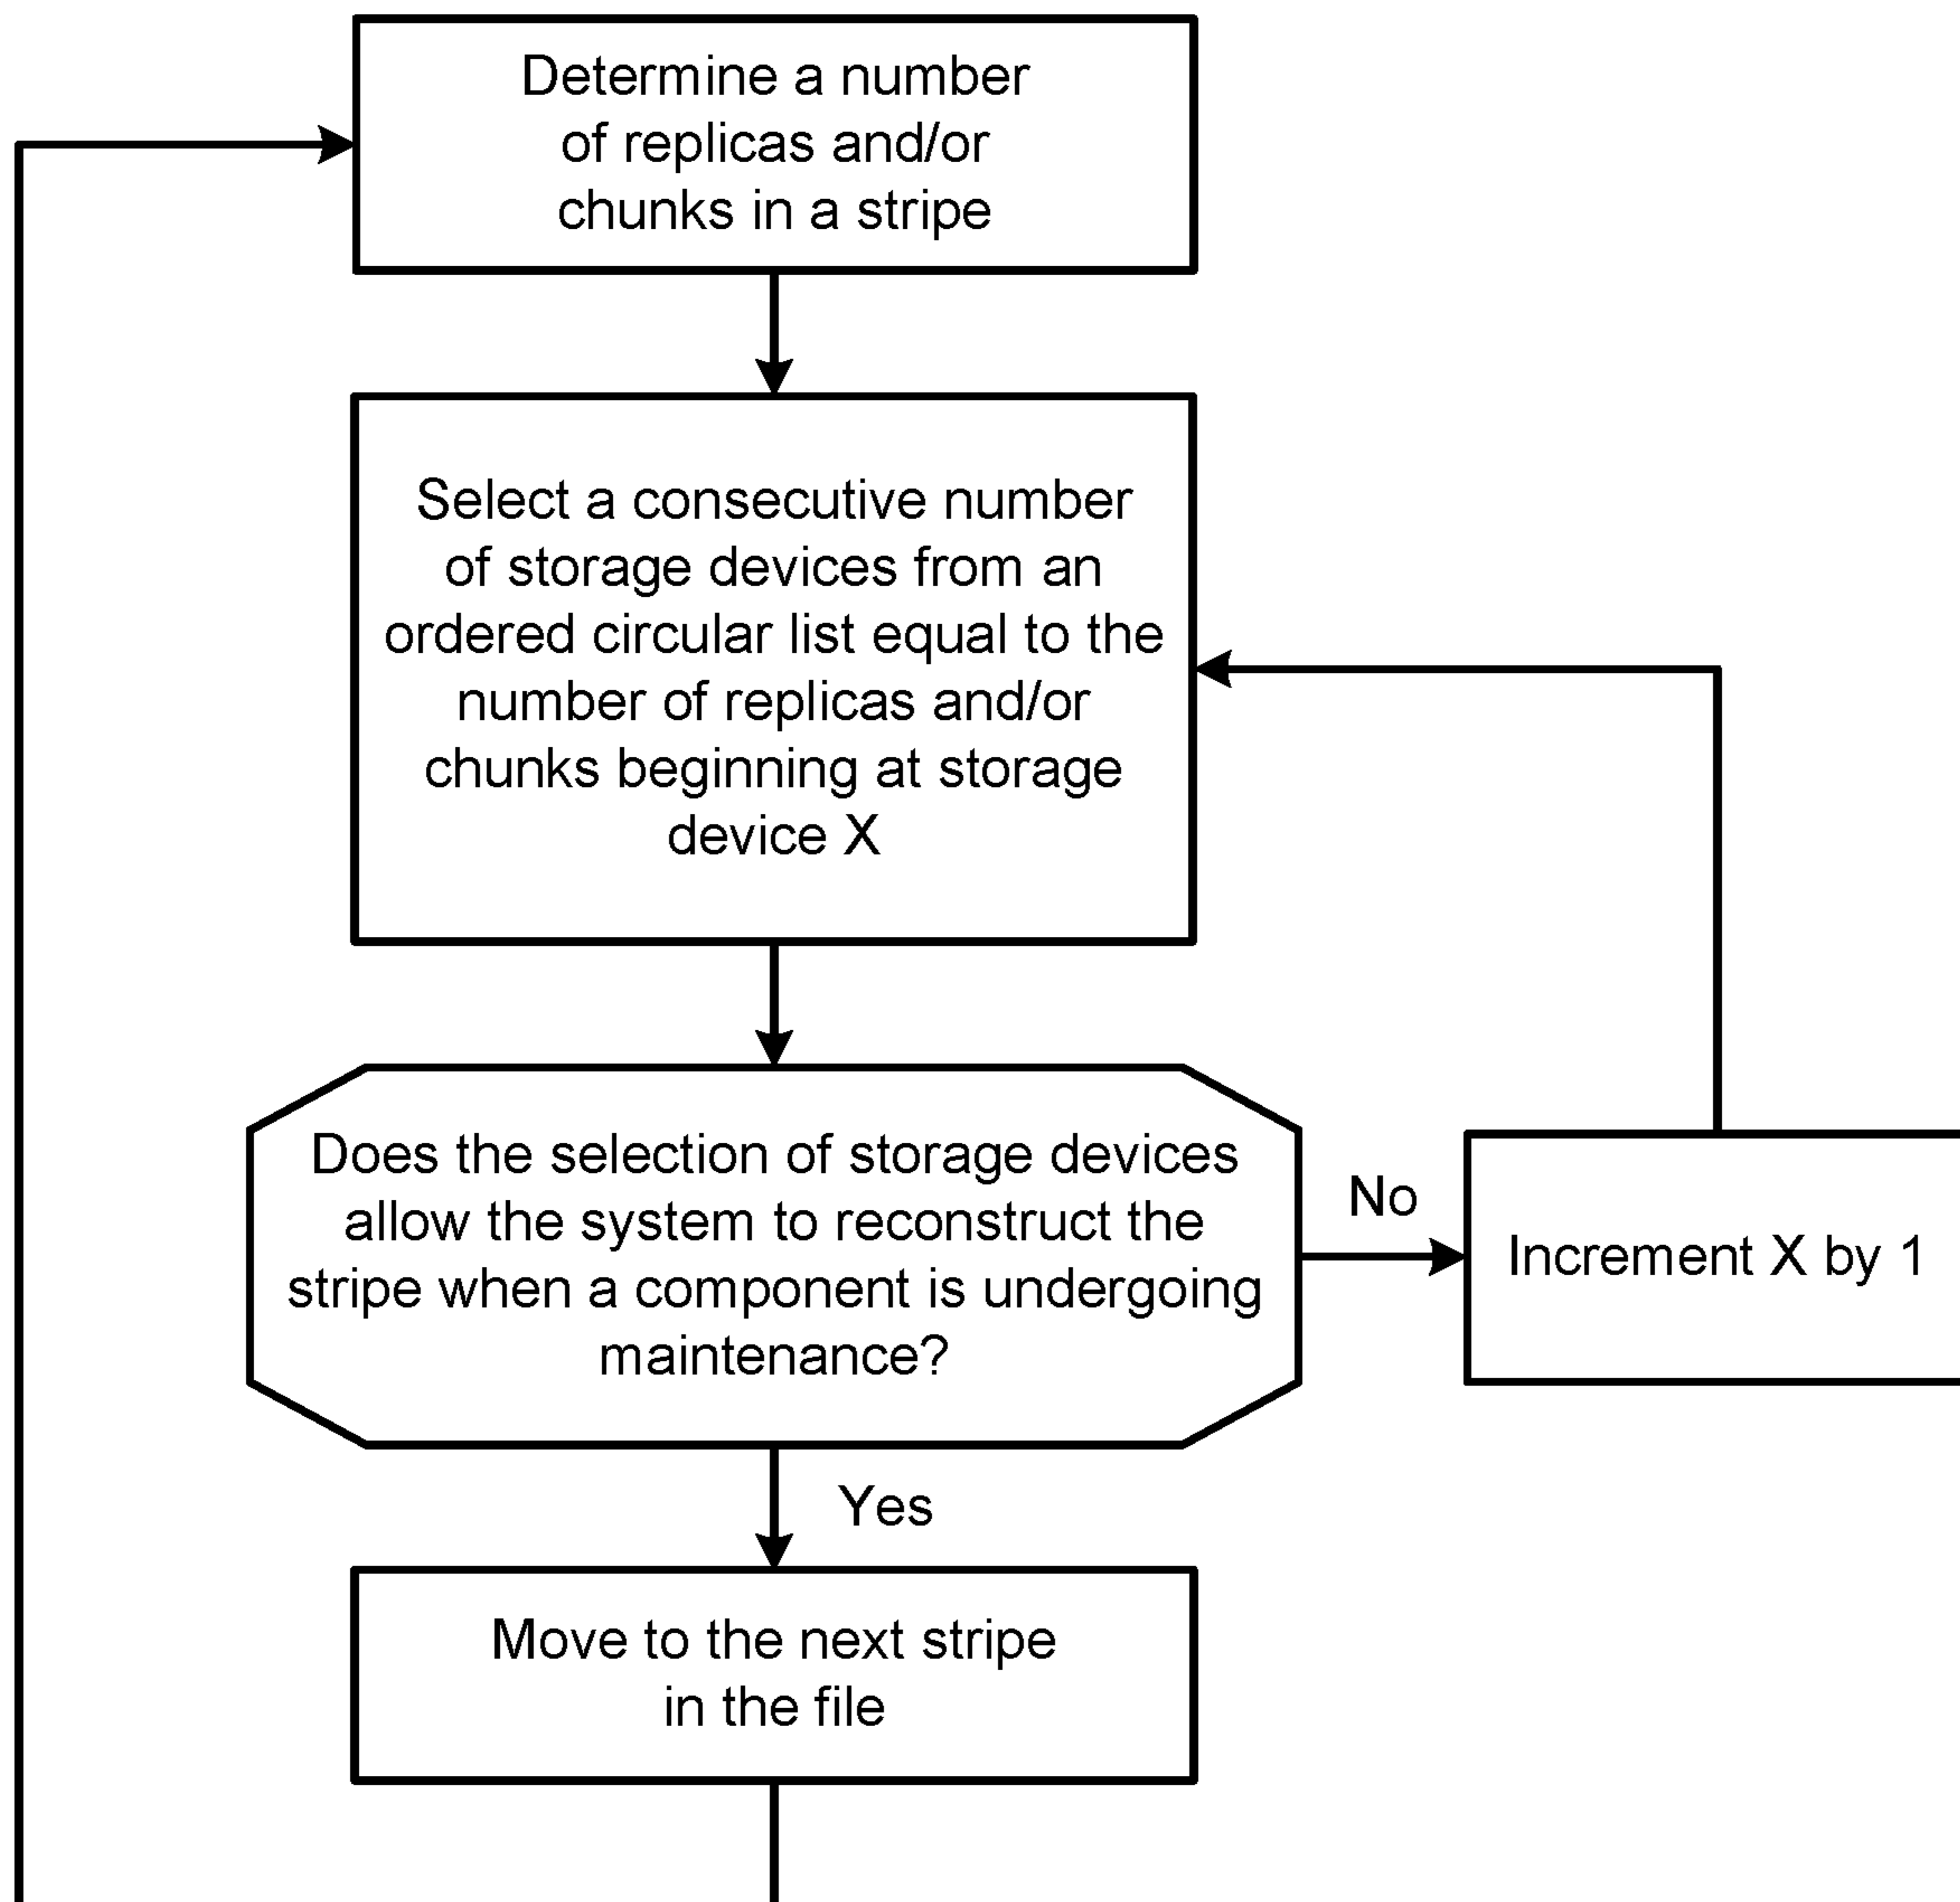 Determine a number
of replicas and/or
chunks in a stripe
Select a consecutive number
of storage devices from an
ordered circular list equal to the
number of replicas and/or
chunks beginning at storage
device X
Does the selection of storage devices
allow the system to reconstruct the
stripe when a component is undergoing
maintenance?
No
Increment X by 1
Yes
Move to the next stripe
in the file